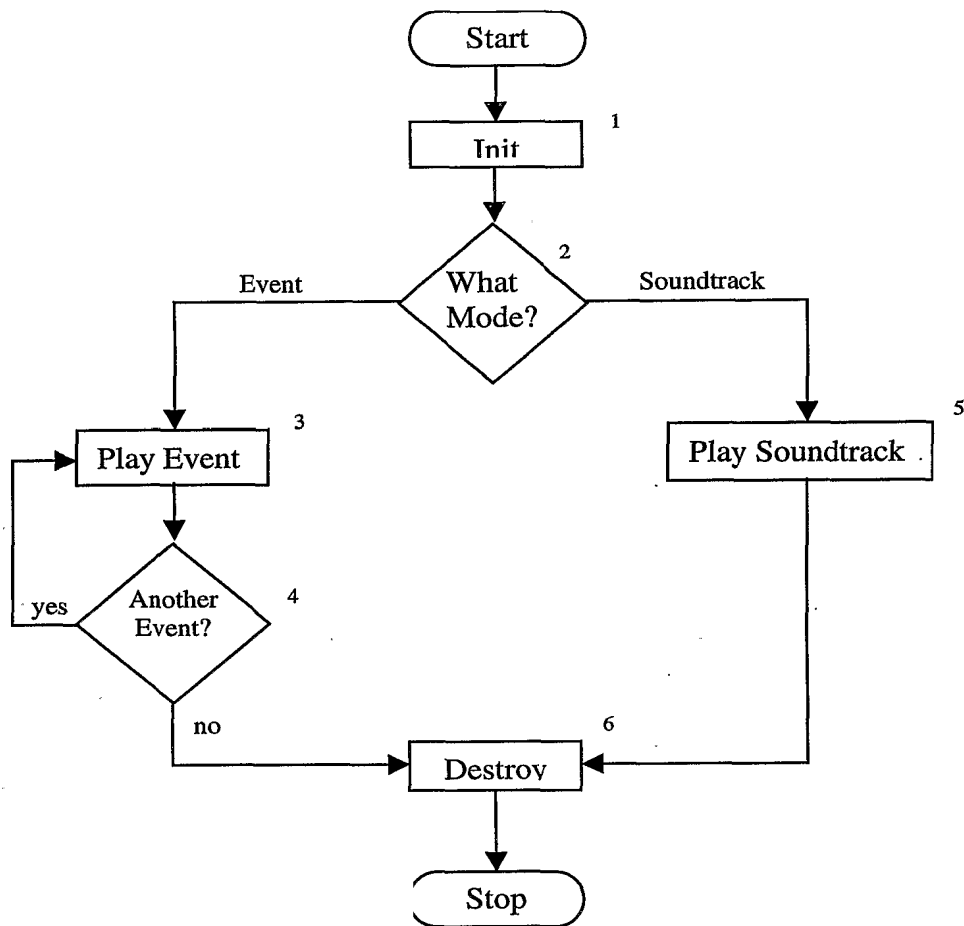 Start
1
Init
2
What
Mode?
Event
Soundtrack
3
Play Event
5
Play Soundtrack
4
Another
Event?
yes
no
6
Destroy
Stop